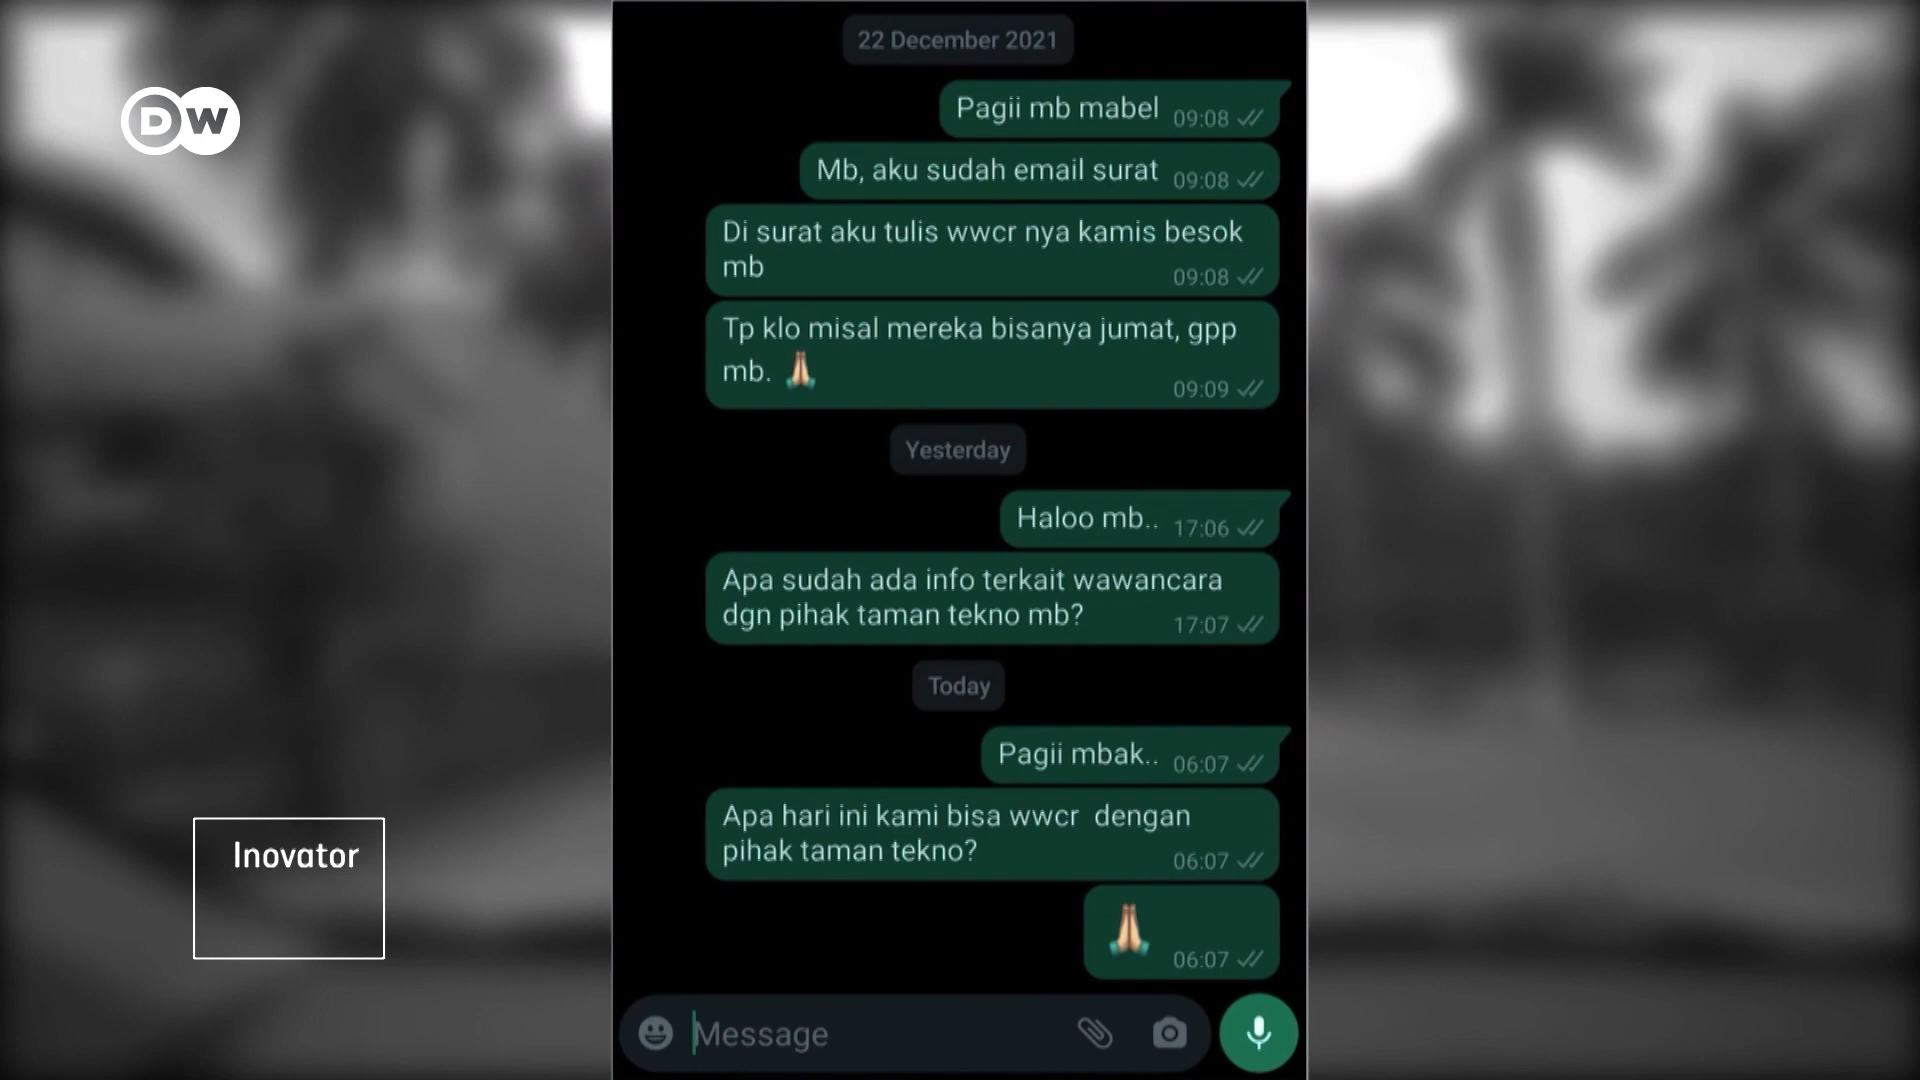 DW
22 December 2021
Pagii mb mabel 09:08
Mb, aku sudah email surat 09:08
Di surat aku tulis wwcr nya kamis besok
mb 09:08
Tp klo misal mereka bisanya jumat, gpp
mb. 🙏🏻 09:09
Yesterday
Haloo mb.. 17:06
Apa sudah ada info terkait wawancara
dgn pihak taman tekno mb? 17:07
Today
Pagii mbak.. 06:07
Apa hari ini kami bisa wwcr  dengan
pihak taman tekno? 06:07
🙏🏻 06:07
Message
Inovator